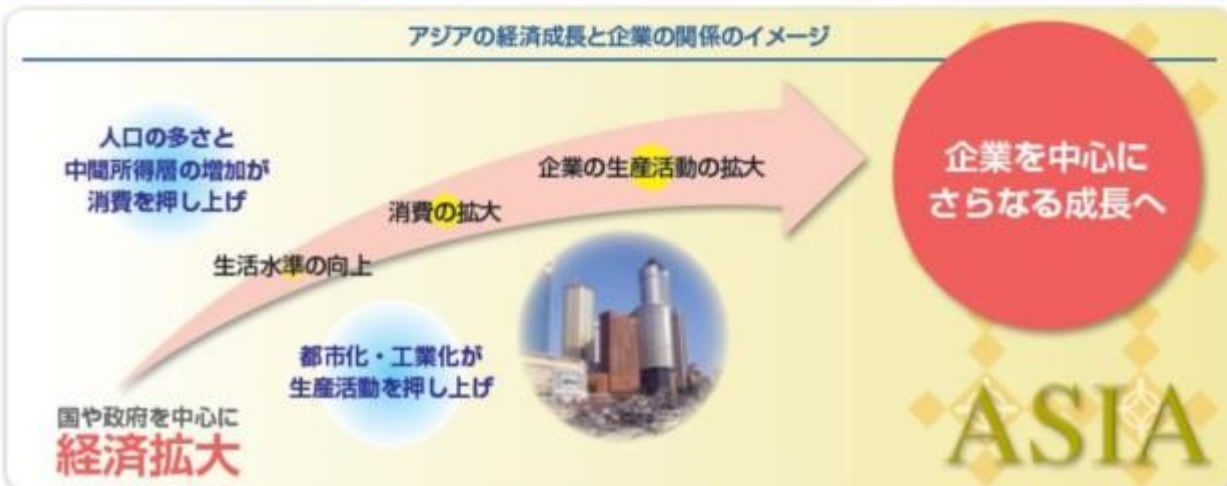 アジアの経済成長と企業の関係のイメージ
人口の多さと
中間所得層の増加が
消費を押し上げ
企業の生産活動の拡大
消費の拡大
生活水準の向上
都市化・工業化が
生産活動を押し上げ
国や政府を中心に
経済拡大
企業を中心に
さらなる成長へ
ASIA